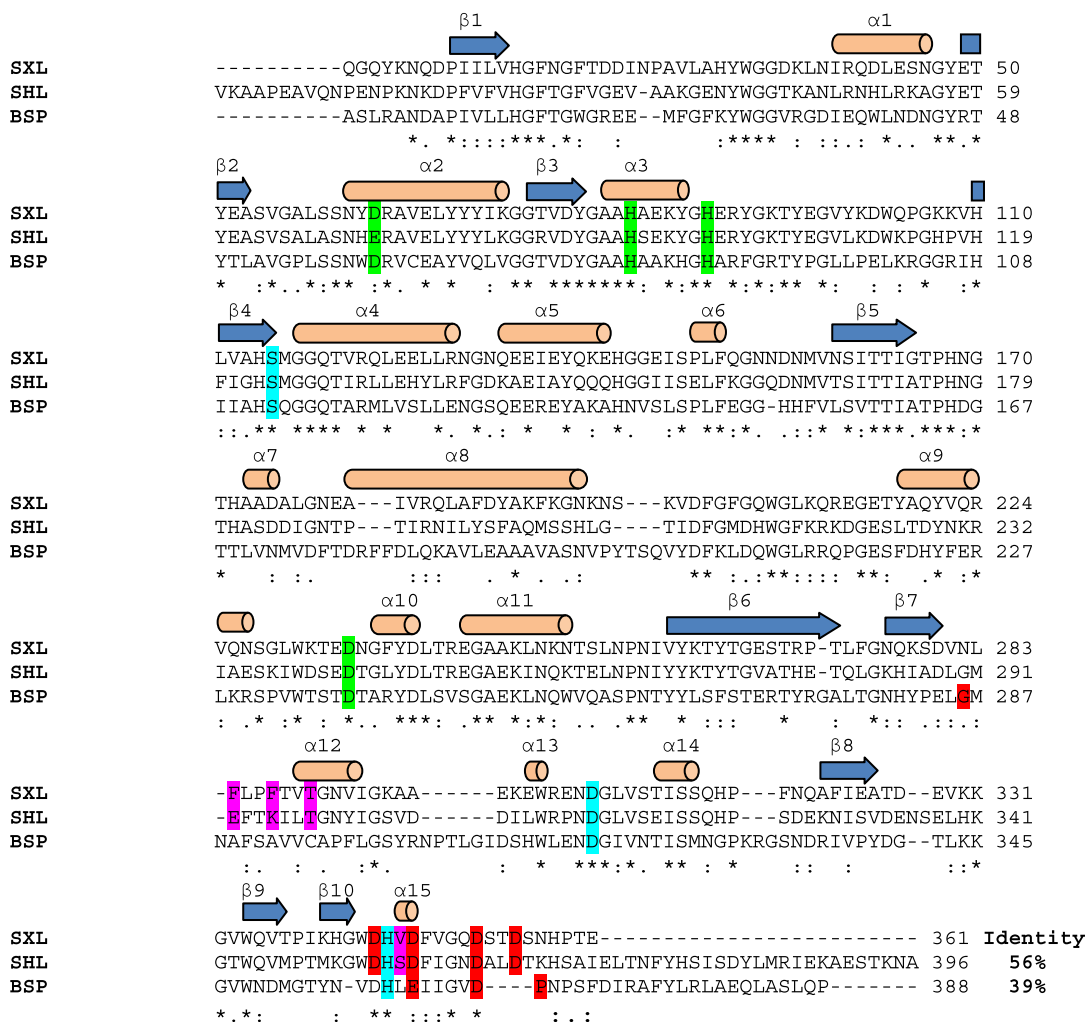 β1 α1
SXL ----------QGQYKNQDPIILVHGFNGFTDDINPAVLAHYWGGDKLNIRQDLESNGYET 50
SHL VKAAPEAVQNPENPKNKDPFVFVHGFTGFVGEV-AAKGENYWGGTKANLRNHLRKAGYET 59
BSP ----------ASLRANDAPIVLLHGFTGWGREE--MFGFKYWGGVRGDIEQWLNDNGYRT 48
*. *::::***.*: : **** : ::.: *.. **.*
β2 α2 β3 α3
SXL YEASVGALSSNYDRAVELYYYIKGGTVDYGAAHAEKYGHERYGKTYEGVYKDWQPGKKVH 110
SHL YEASVSALASNHERAVELYYYLKGGRVDYGAAHSEKYGHERYGKTYEGVLKDWKPGHPVH 119
BSP YTLAVGPLSSNWDRVCEAYVQLVGGTVDYGAAHAAKHGHARFGRTYPGLLPELKRGGRIH 108
* :*..*:** :*. * * : ** *******: *:** *:*:** *: : : * :*
β4 α4 α5 α6 β5
SXL LVAHSMGGQTVRQLEELLRNGNQEEIEYQKEHGGEISPLFQGNNDNMVNSITTIGTPHNG 170
SHL FIGHSMGGQTIRLLEHYLRFGDKAEIAYQQQHGGIISELFKGGQDNMVTSITTIATPHNG 179
BSP IIAHSQGGQTARMLVSLLENGSQEEREYAKAHNVSLSPLFEGG-HHFVLSVTTIATPHDG 167
::.** **** * * *. *.: * * : *. :* **:*. .::* *:***.***:*
α7 α8 α9
SXL THAADALGNEA---IVRQLAFDYAKFKGNKNS---KVDFGFGQWGLKQREGETYAQYVQR 224
SHL THASDDIGNTP---TIRNILYSFAQMSSHLG----TIDFGMDHWGFKRKDGESLTDYNKR 232
BSP TTLVNMVDFTDRFFDLQKAVLEAAAVASNVPYTSQVYDFKLDQWGLRRQPGESFDHYFER 227
* : :. ::: . * .: **:.:**:::: **: .* :*
α10 α11 β6 β7
SXL VQNSGLWKTEDNGFYDLTREGAAKLNKNTSLNPNIVYKTYTGESTRP-TLFGNQKSDVNL 283
SHL IAESKIWDSEDTGLYDLTREGAEKINQKTELNPNIYYKTYTGVATHE-TQLGKHIADLGM 291
BSP LKRSPVWTSTDTARYDLSVSGAEKLNQWVQASPNTYYLSFSTERTYRGALTGNHYPELGM 287
: .* :* : *.. ***: .** *:*: .. .** * ::: * : *:: .:: :
α12 α13 α14 β8
SXL -FLPFTVTGNVIGKAA------EKEWRENDGLVSTISSQHP---FNQAFIEATD--EVKK 331
SHL -EFTKILTGNYIGSVD------DILWRPNDGLVSEISSQHP---SDEKNISVDENSELHK 341
BSP NAFSAVVCAPFLGSYRNPTLGIDSHWLENDGIVNTISMNGPKRGSNDRIVPYDG--TLKK 345
:. : . :*. : * ***:*. ** : * :: : ::*
β9 β10 α15
SXL GVWQVTPIKHGWDHVDFVGQDSTDSNHPTE------------------------- 361 Identity
SHL GTWQVMPTMKGWDHSDFIGNDALDTKHSAIELTNFYHSISDYLMRIEKAESTKNA 396 56%
BSP GVWNDMGTYN-VDHLEIIGVD----PNPSFDIRAFYLRLAEQLASLQP------- 388 39%
*.*: : ** ::* * :.: